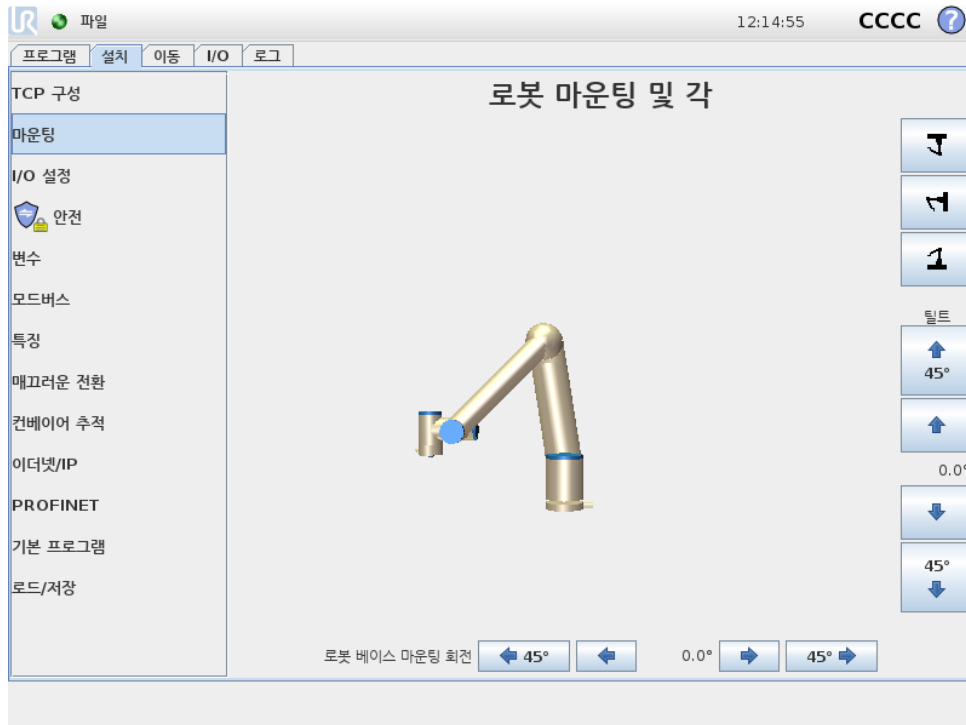 UR 파일 12:14:55 CCCC ?
프로그램 설치 이동 I/O 로그
TCP 구성
마운팅
I/O 설정
안전
변수
모드버스
특징
매끄러운 전환
컨베이어 추적
이더넷/IP
PROFINET
기본 프로그램
로드/저장
로봇 마운팅 및 각
틸트
45°
0.0°
45°
로봇 베이스 마운팅 회전 45° 0.0° 45°